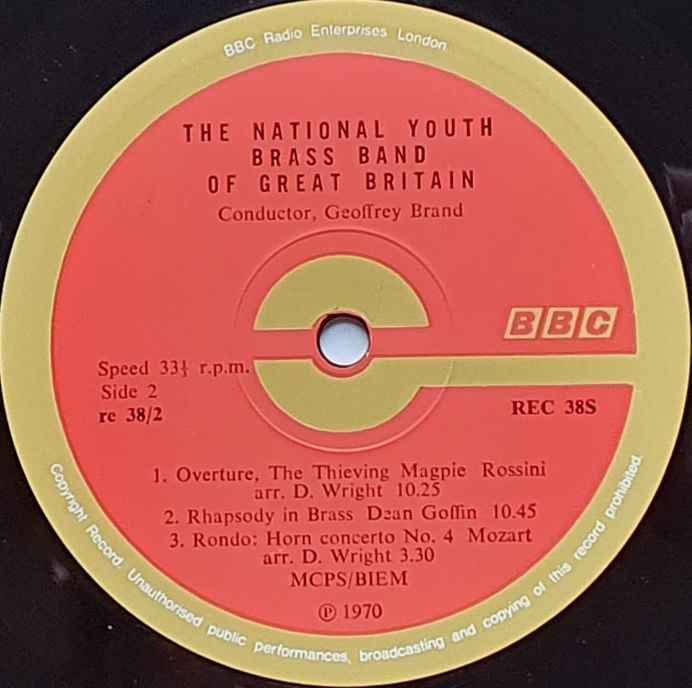 BBC Radio Enterprises London.
THE NATIONAL YOUTH
BRASS BAND
OF GREAT BRITAIN
Conductor, Geoffrey Brand
BBC
Speed 33⅓ r.p.m.
Side 2
rc 38/2
REC 38S
1. Overture, The Thieving Magpie Rossini
arr. D. Wright 10.25
2. Rhapsody in Brass Dean Goffin 10.45
3. Rondo: Horn concerto No. 4 Mozart
arr. D. Wright 3.30
MCPS/BIEM
Ⓟ 1970
Copyright Record. Unauthorised public performances, broadcasting and copying of this record prohibited.